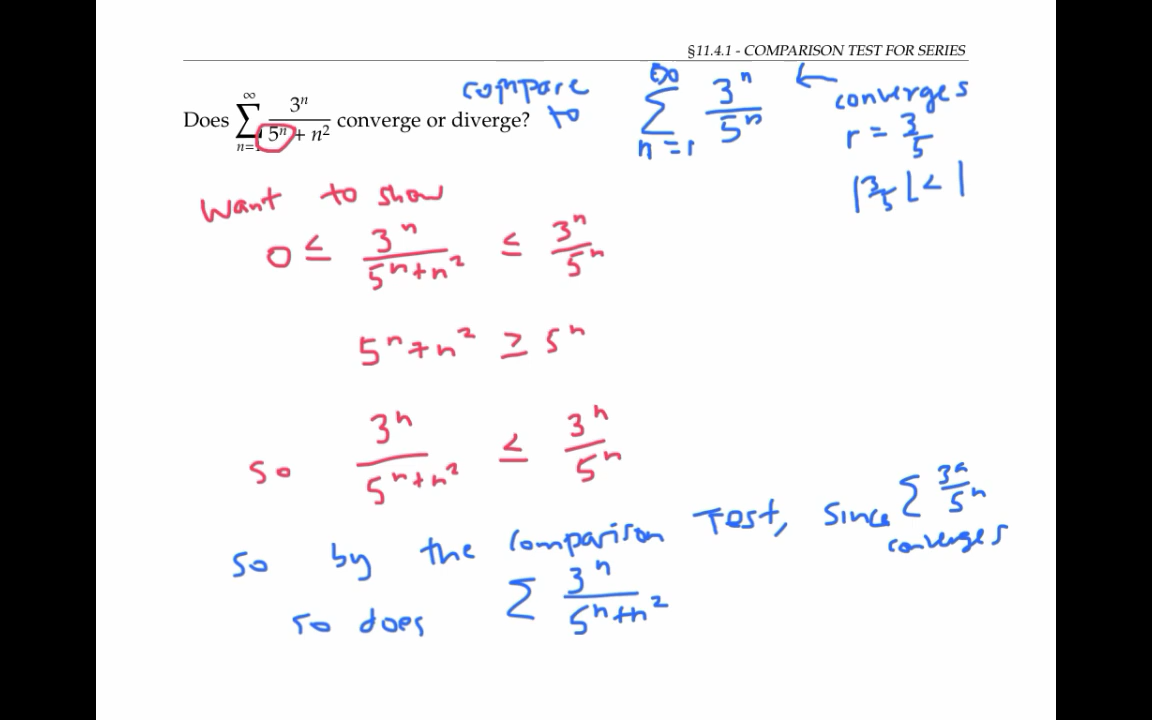 §11.4.1 - COMPARISON TEST FOR SERIES
Does ∑_{n=1}^{∞} 3^n/(5^n + n^2) converge or diverge?
compare to ∑_{n=1}^{∞} 3^n/5^n ← converges
r = 3/5
|3/5| < 1
Want to show
0 ≤ 3^n/(5^n+n^2) ≤ 3^n/5^n
5^n+n^2 ≥ 5^n
so 3^n/(5^n+n^2) ≤ 3^n/5^n
so by the Comparison Test, since ∑ 3^n/5^n converges
so does ∑ 3^n/(5^n+n^2)